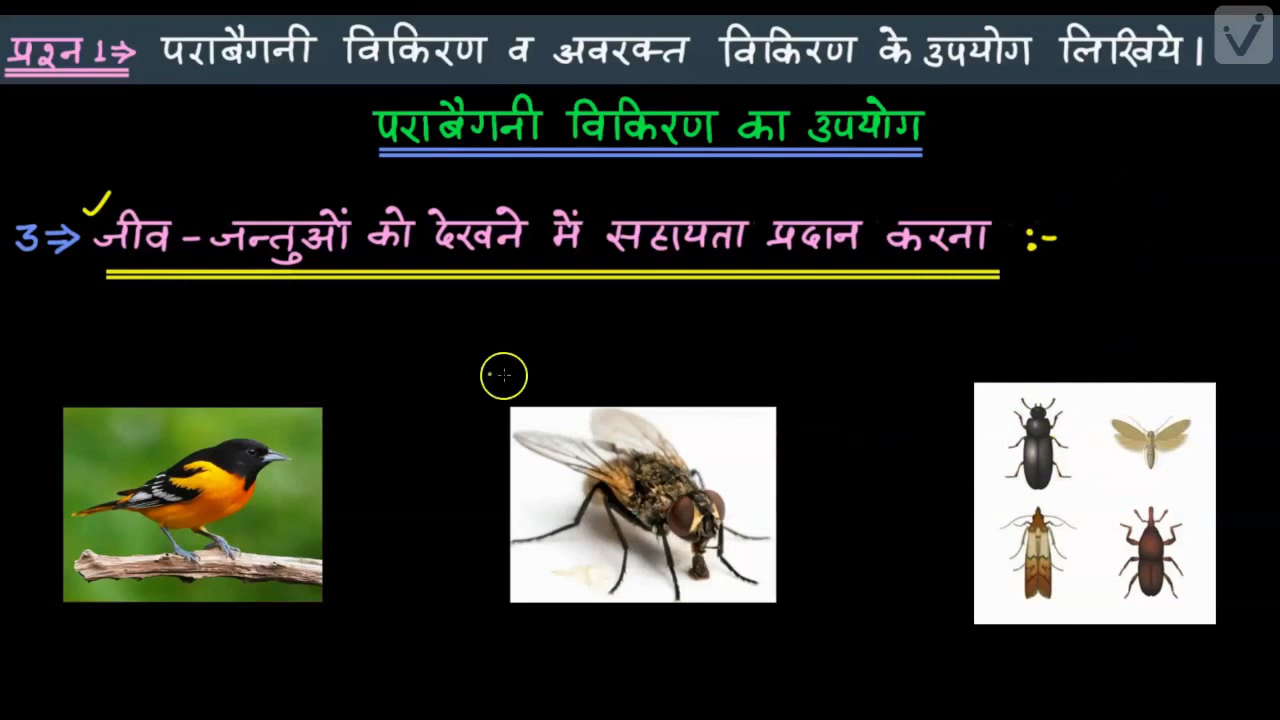 प्रश्न 1⇒ पराबैगनी विकिरण व अवरक्त विकिरण के उपयोग लिखिये।
पराबैगनी विकिरण का उपयोग
3⇒ जीव-जन्तुओं को देखने में सहायता प्रदान करना :-